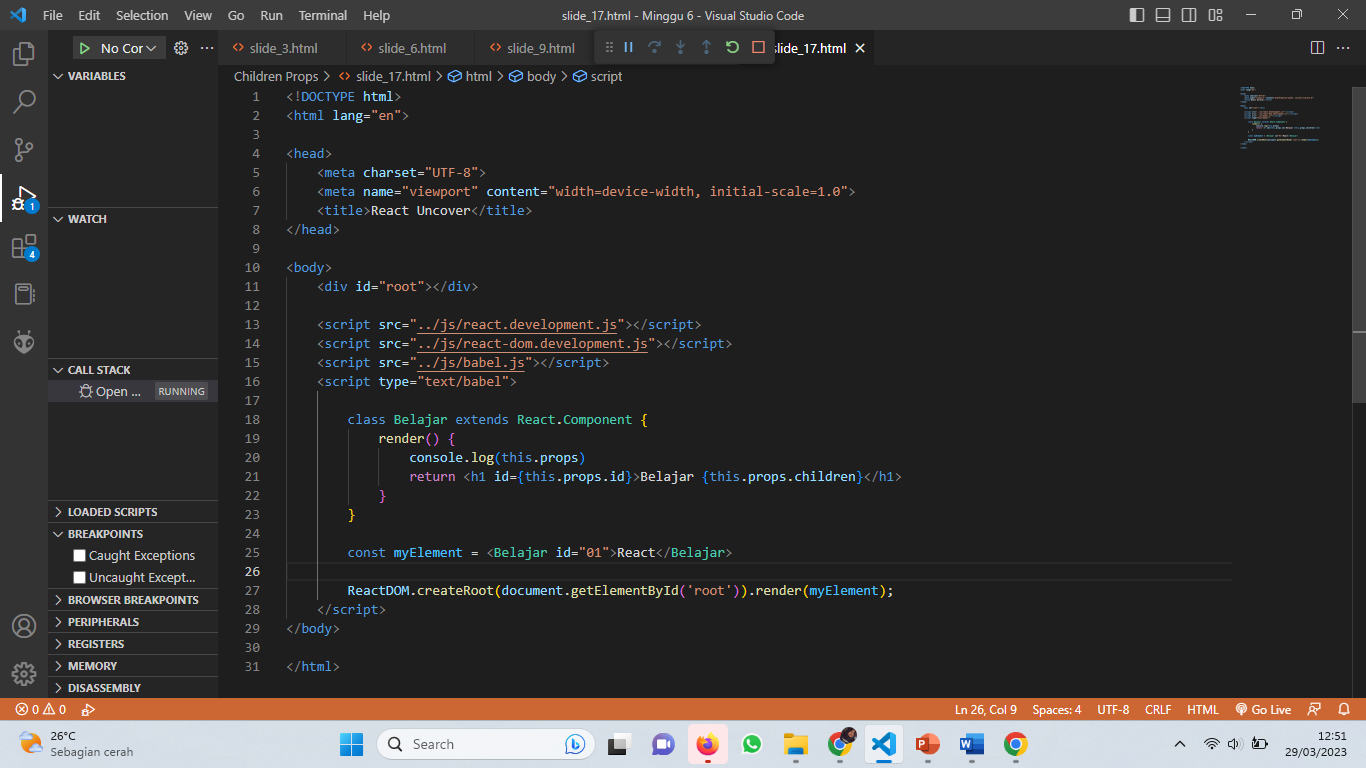 File Edit Selection View Go Run Terminal Help
slide_17.html - Minggu 6 - Visual Studio Code
No Cor
slide_3.html
slide_6.html
slide_9.html
slide_17.html
Children Props > slide_17.html > html > body > script
VARIABLES
WATCH
CALL STACK
Open ... RUNNING
LOADED SCRIPTS
BREAKPOINTS
Caught Exceptions
Uncaught Except...
BROWSER BREAKPOINTS
PERIPHERALS
REGISTERS
MEMORY
DISASSEMBLY
1
4
1 <!DOCTYPE html>
2 <html lang="en">
3
4 <head>
5 <meta charset="UTF-8">
6 <meta name="viewport" content="width=device-width, initial-scale=1.0">
7 <title>React Uncover</title>
8 </head>
9
10 <body>
11 <div id="root"></div>
12
13 <script src="../js/react.development.js"></script>
14 <script src="../js/react-dom.development.js"></script>
15 <script src="../js/babel.js"></script>
16 <script type="text/babel">
17
18 class Belajar extends React.Component {
19 render() {
20 console.log(this.props)
21 return <h1 id={this.props.id}>Belajar {this.props.children}</h1>
22 }
23 }
24
25 const myElement = <Belajar id="01">React</Belajar>
26
27 ReactDOM.createRoot(document.getElementById('root')).render(myElement);
28 </script>
29 </body>
30
31 </html>
0 0
Ln 26, Col 9 Spaces: 4 UTF-8 CRLF HTML Go Live
26°C
Sebagian cerah
Search
12:51
29/03/2023